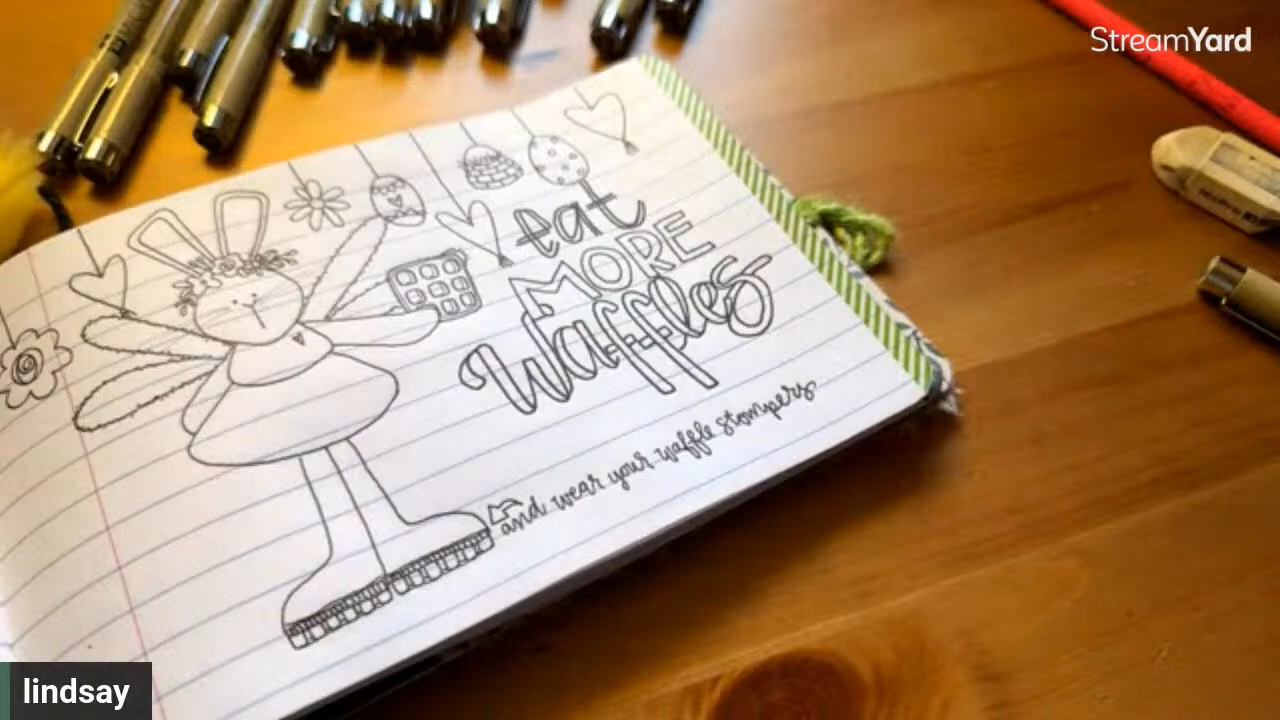 StreamYard
eat
MORE
Waffles
and wear your waffle stompers.
lindsay